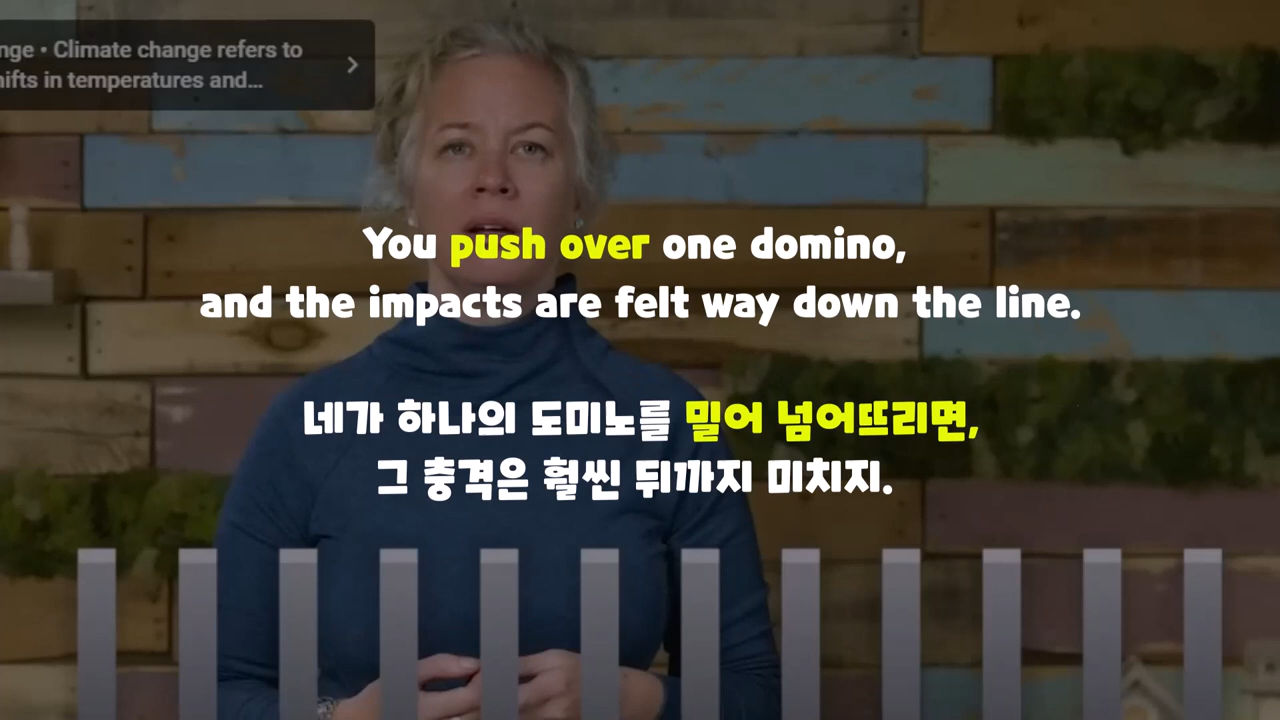 nge • Climate change refers to
hifts in temperatures and...
You push over one domino,
and the impacts are felt way down the line.
네가 하나의 도미노를 밀어 넘어뜨리면,
그 충격은 훨씬 뒤까지 미치지.